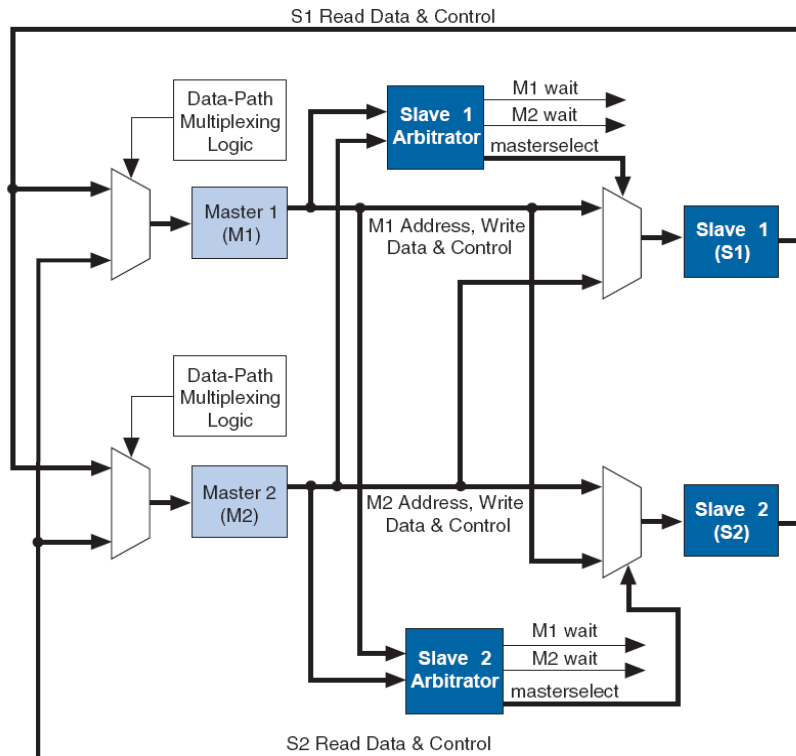 S1 Read Data & Control
Data-Path
Multiplexing
Logic
Slave 1
Arbitrator
M1 wait
M2 wait
masterselect
Master 1
(M1)
M1 Address, Write
Data & Control
Slave 1
(S1)
Data-Path
Multiplexing
Logic
Master 2
(M2)
M2 Address, Write
Data & Control
Slave 2
(S2)
Slave 2
Arbitrator
M1 wait
M2 wait
masterselect
S2 Read Data & Control